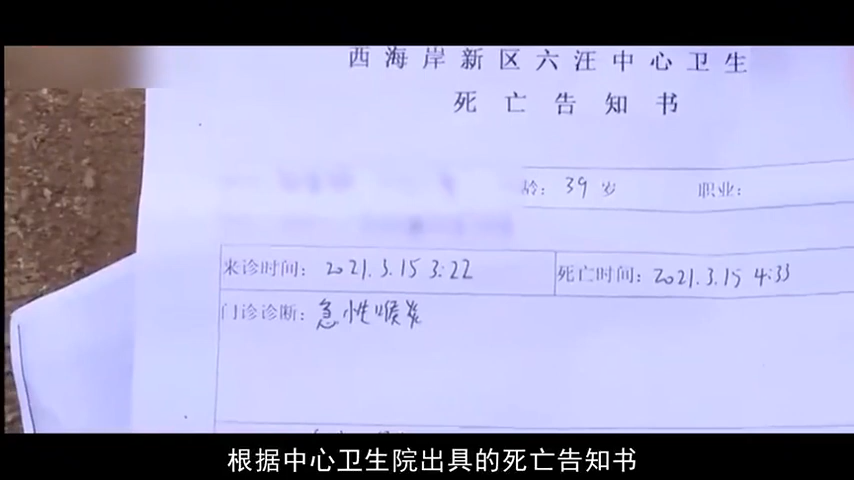 西海岸新区六汪中心卫生
死亡告知书
龄：39岁 职业：
来诊时间：2021.3.15 3:22 死亡时间：2021.3.15 4:33
门诊诊断：急性喉炎
根据中心卫生院出具的死亡告知书